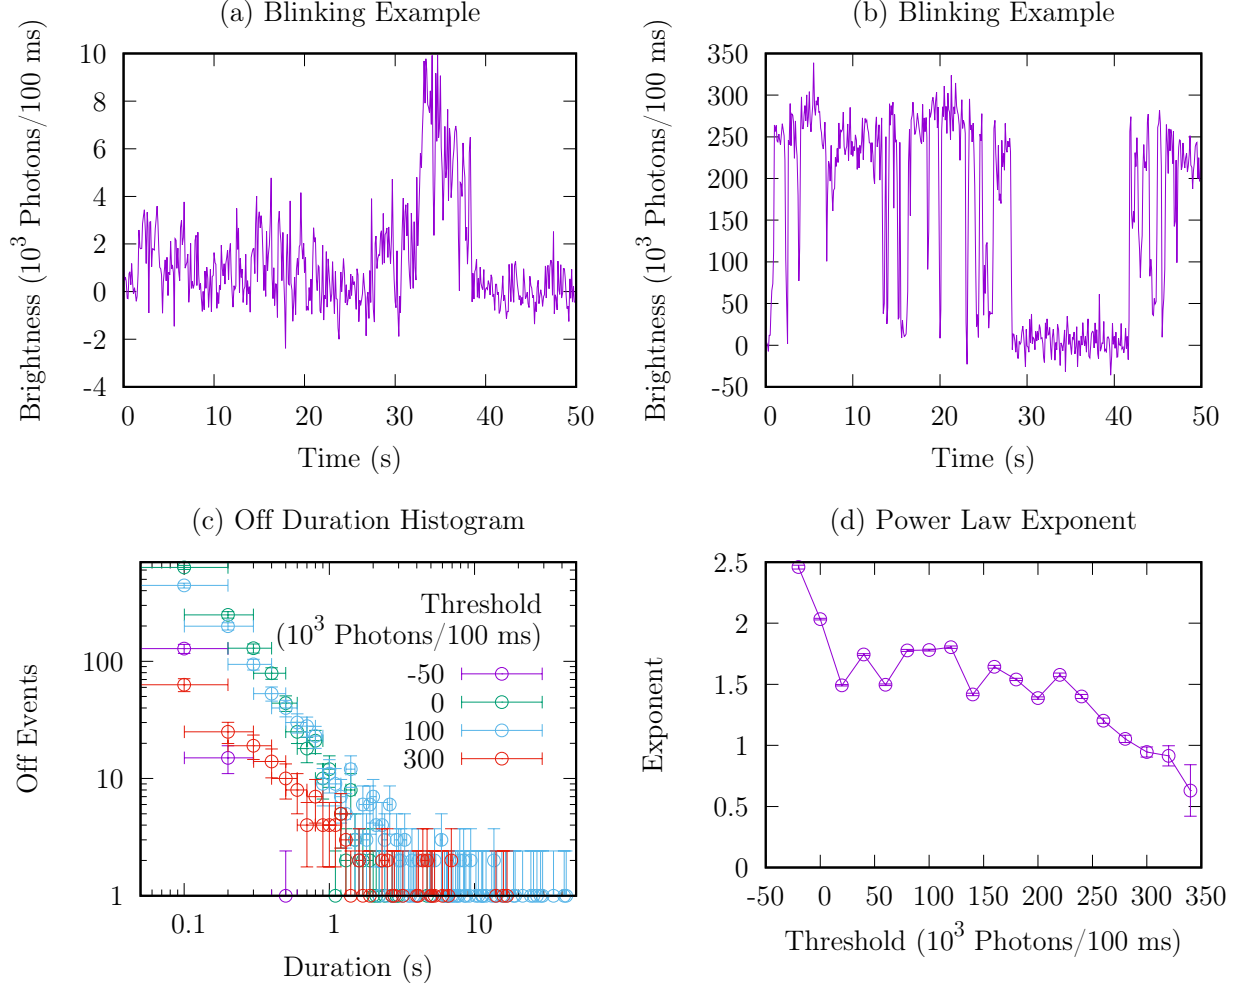 (a) Blinking Example
Brightness (10³ Photons/100 ms)
10
8
6
4
2
0
-2
-4
0 10 20 30 40 50
Time (s)
(b) Blinking Example
Brightness (10³ Photons/100 ms)
350
300
250
200
150
100
50
0
-50
0 10 20 30 40 50
Time (s)
(c) Off Duration Histogram
Off Events
100
10
1
Threshold
(10³ Photons/100 ms)
-50
0
100
300
0.1 1 10
Duration (s)
(d) Power Law Exponent
Exponent
2.5
2
1.5
1
0.5
0
-50 0 50 100 150 200 250 300 350
Threshold (10³ Photons/100 ms)